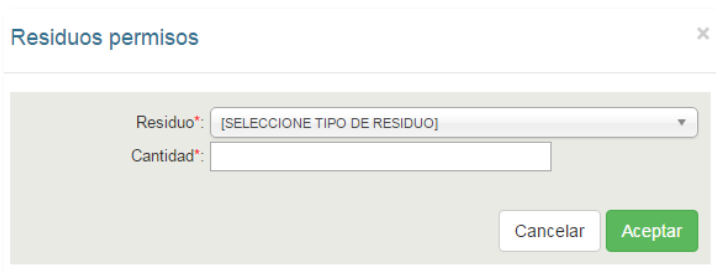 Residuos permisos ×
Residuo*: [SELECCIONE TIPO DE RESIDUO]
Cantidad*:
Cancelar Aceptar